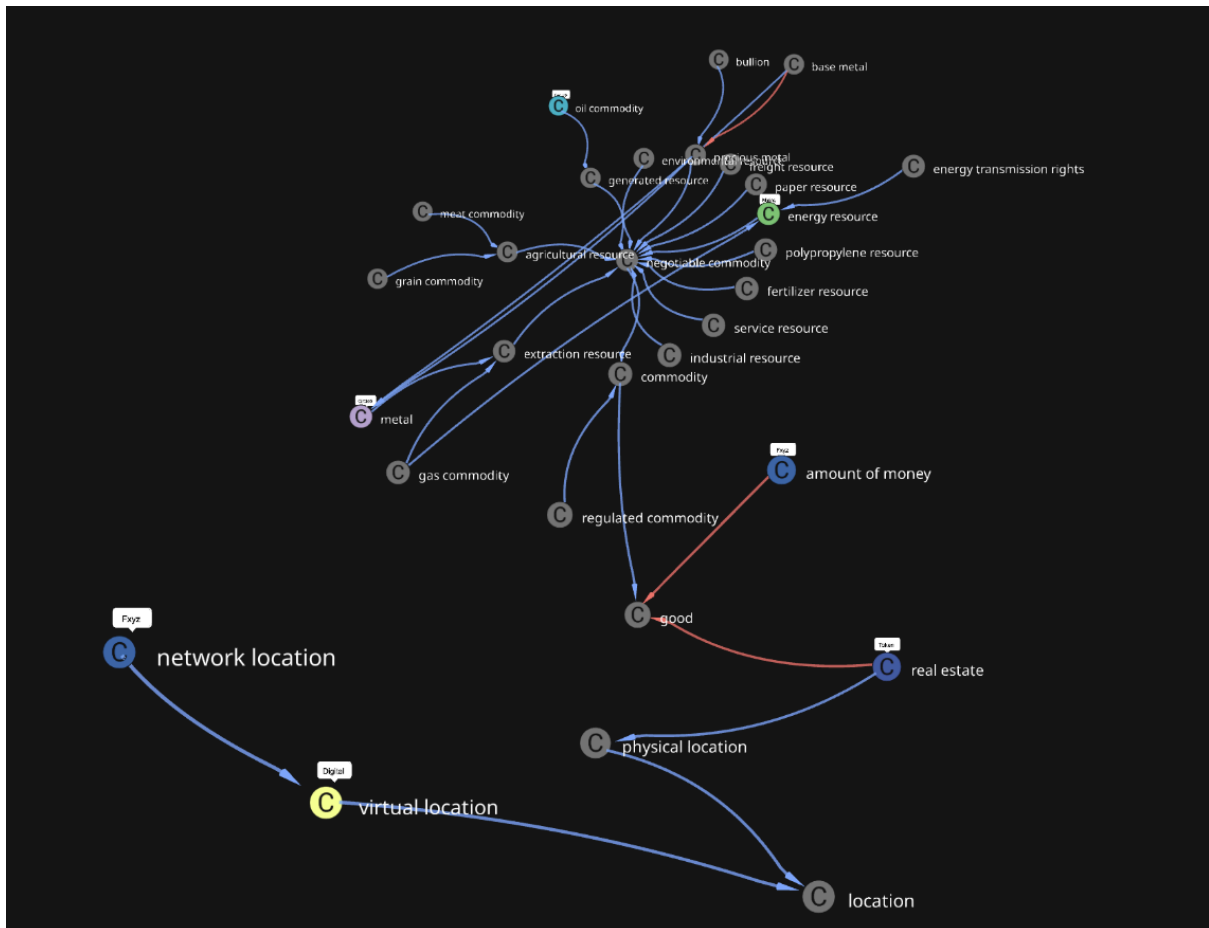 C bullion
C base metal
C oil commodity
C environmental resource
C precious metal
C freight resource
C energy transmission rights
C generated resource
C paper resource
C meat commodity
C energy resource
C agricultural resource
C negotiable commodity
C polypropylene resource
C grain commodity
C fertilizer resource
C service resource
C extraction resource
C industrial resource
C commodity
C metal
Fxyz
C gas commodity
C amount of money
C regulated commodity
C good
Fxyz
C network location
Token
C real estate
C physical location
Digital
C virtual location
C location